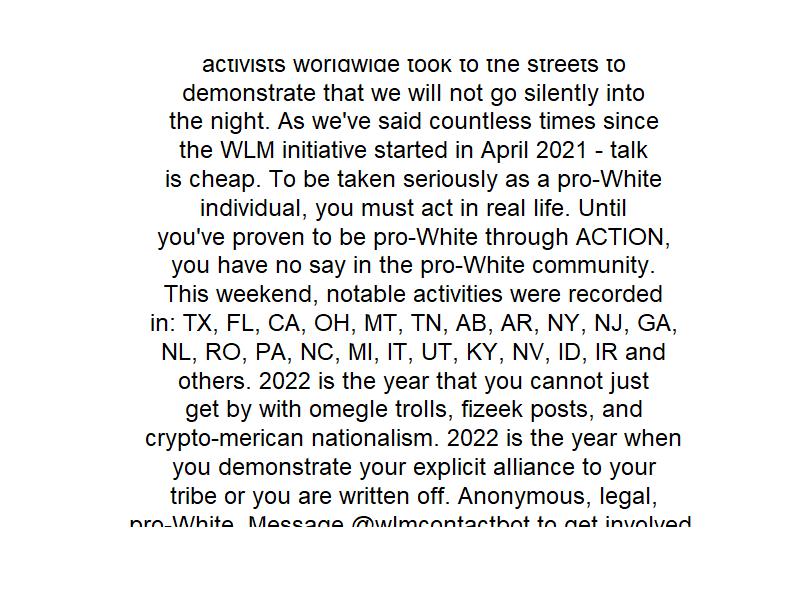 activists worldwide took to the streets to
demonstrate that we will not go silently into
the night. As we've said countless times since
the WLM initiative started in April 2021 - talk
is cheap. To be taken seriously as a pro-White
individual, you must act in real life. Until
you've proven to be pro-White through ACTION,
you have no say in the pro-White community.
This weekend, notable activities were recorded
in: TX, FL, CA, OH, MT, TN, AB, AR, NY, NJ, GA,
NL, RO, PA, NC, MI, IT, UT, KY, NV, ID, IR and
others. 2022 is the year that you cannot just
get by with omegle trolls, fizeek posts, and
crypto-merican nationalism. 2022 is the year when
you demonstrate your explicit alliance to your
tribe or you are written off. Anonymous, legal,
pro-White. Message @wlmcontactbot to get involved